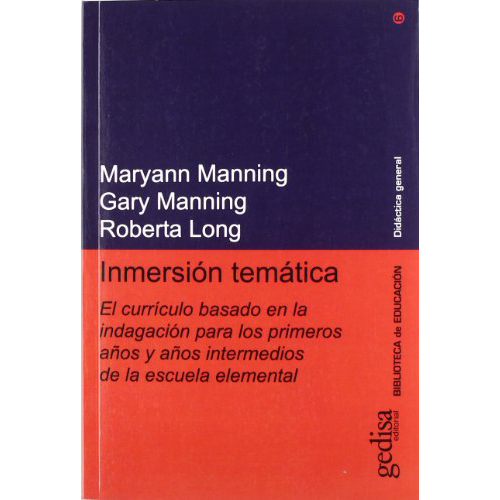 Maryann Manning
Gary Manning
Roberta Long
Inmersión temática
El currículo basado en la
indagación para los primeros
años y años intermedios
de la escuela elemental
Didáctica general
BIBLIOTECA de EDUCACIÓN
gedisa
editorial